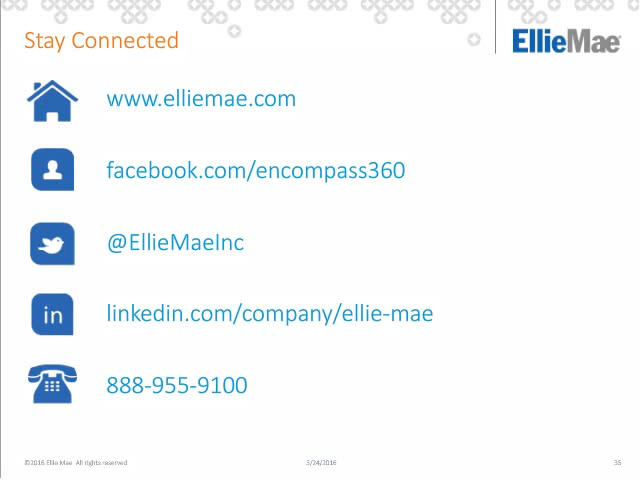 Stay Connected
EllieMae
www.elliemae.com
facebook.com/encompass360
@EllieMaeInc
in
linkedin.com/company/ellie-mae
888-955-9100
©2016 Ellie Mae All rights reserved
3/24/2016
35